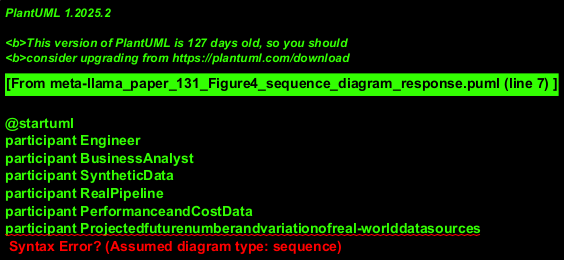 PlantUML 1.2025.2
<b>This version of PlantUML is 127 days old, so you should
<b>consider upgrading from https://plantuml.com/download
[From meta-llama_paper_131_Figure4_sequence_diagram_response.puml (line 7) ]
@startuml
participant Engineer
participant BusinessAnalyst
participant SyntheticData
participant RealPipeline
participant PerformanceandCostData
participant Projectedfuturenumberandvariationofreal-worlddatasources
Syntax Error? (Assumed diagram type: sequence)